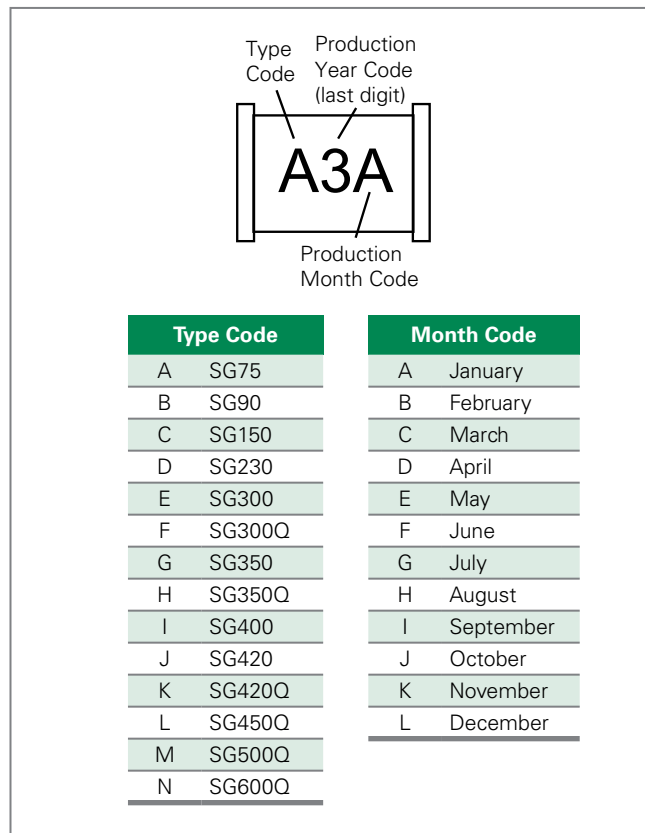 Type
Code
Production
Year Code
(last digit)
A3A
Production
Month Code
Type Code
A SG75
B SG90
C SG150
D SG230
E SG300
F SG300Q
G SG350
H SG350Q
I SG400
J SG420
K SG420Q
L SG450Q
M SG500Q
N SG600Q
Month Code
A January
B February
C March
D April
E May
F June
G July
H August
I September
J October
K November
L December